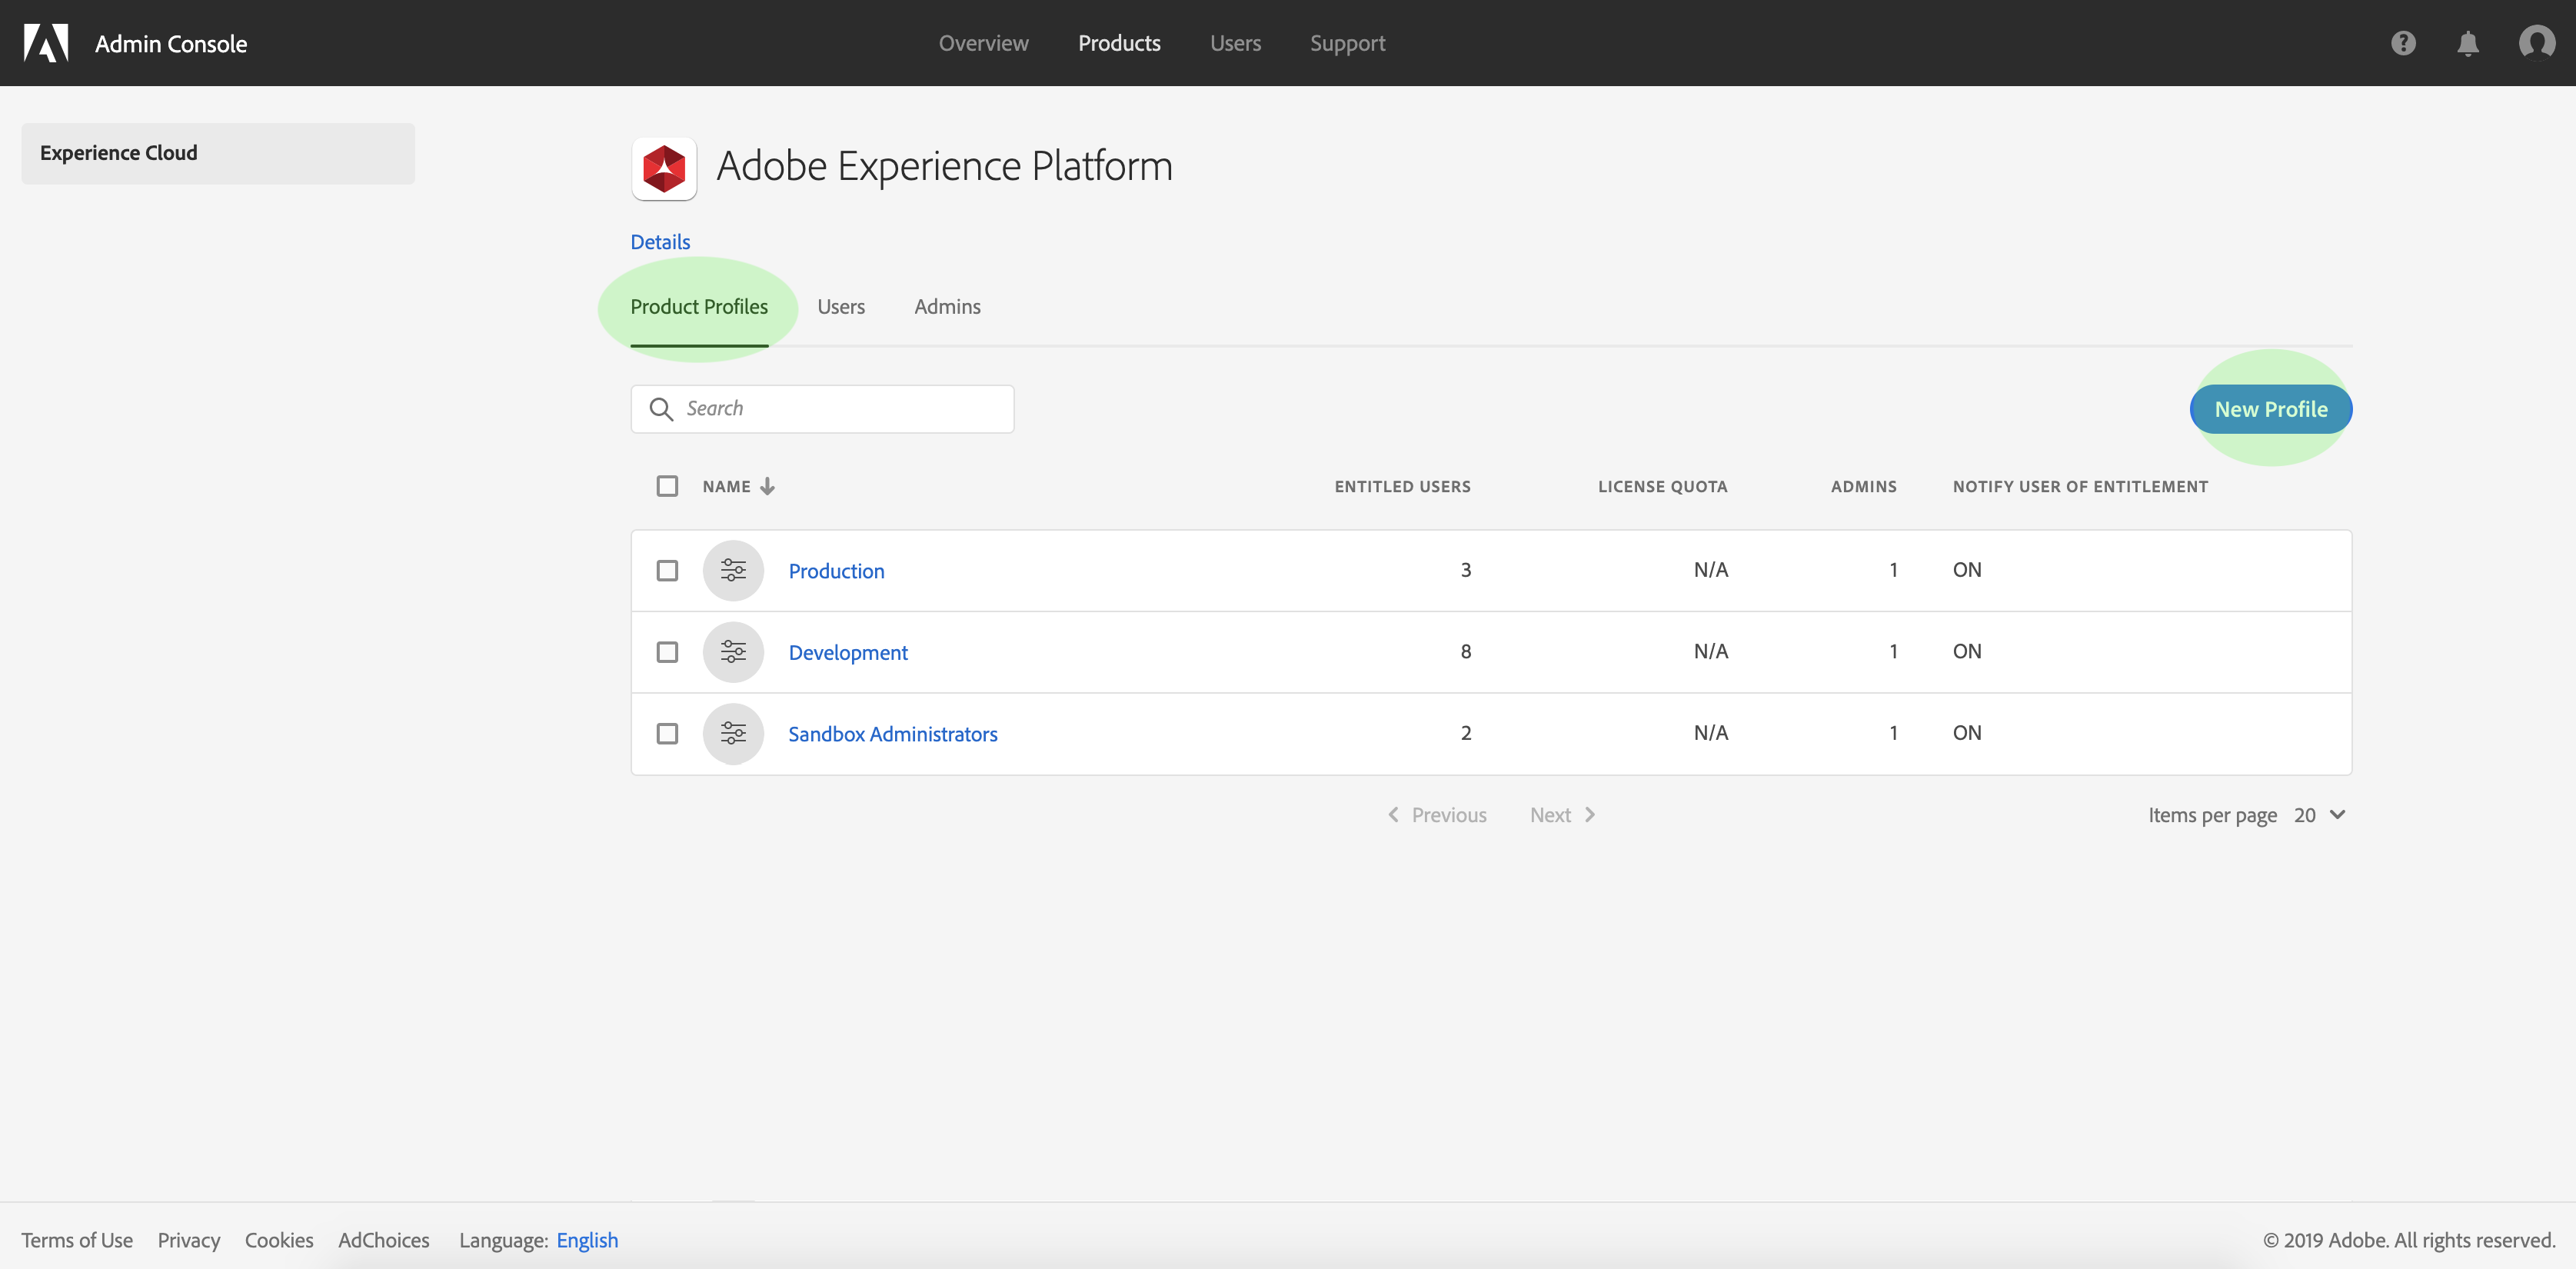 Admin Console Overview Products Users Support
Experience Cloud
Adobe Experience Platform
Details
Product Profiles Users Admins
Search New Profile
NAME ENTITLED USERS LICENSE QUOTA ADMINS NOTIFY USER OF ENTITLEMENT
Production 3 N/A 1 ON
Development 8 N/A 1 ON
Sandbox Administrators 2 N/A 1 ON
Previous Next Items per page 20
Terms of Use Privacy Cookies AdChoices Language: English © 2019 Adobe. All rights reserved.